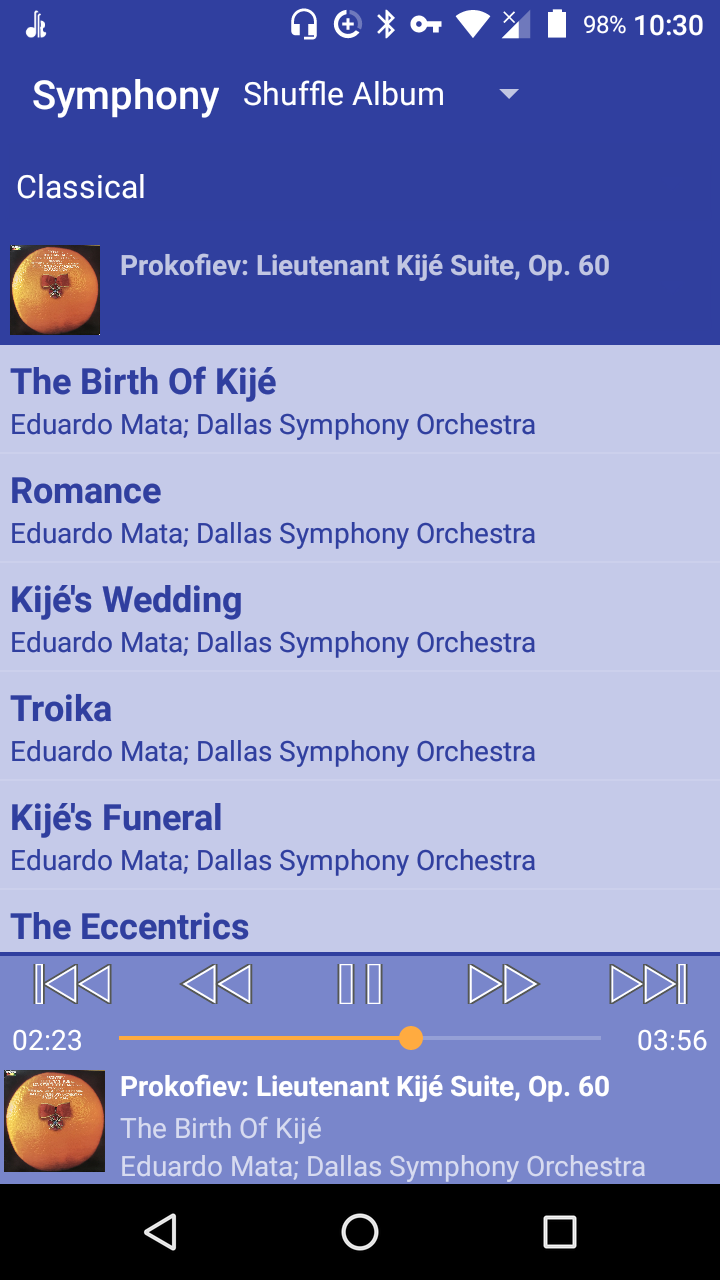 98% 10:30
Symphony Shuffle Album
Classical
Prokofiev: Lieutenant Kijé Suite, Op. 60
The Birth Of Kijé
Eduardo Mata; Dallas Symphony Orchestra
Romance
Eduardo Mata; Dallas Symphony Orchestra
Kijé's Wedding
Eduardo Mata; Dallas Symphony Orchestra
Troika
Eduardo Mata; Dallas Symphony Orchestra
Kijé's Funeral
Eduardo Mata; Dallas Symphony Orchestra
The Eccentrics
02:23 03:56
Prokofiev: Lieutenant Kijé Suite, Op. 60
The Birth Of Kijé
Eduardo Mata; Dallas Symphony Orchestra